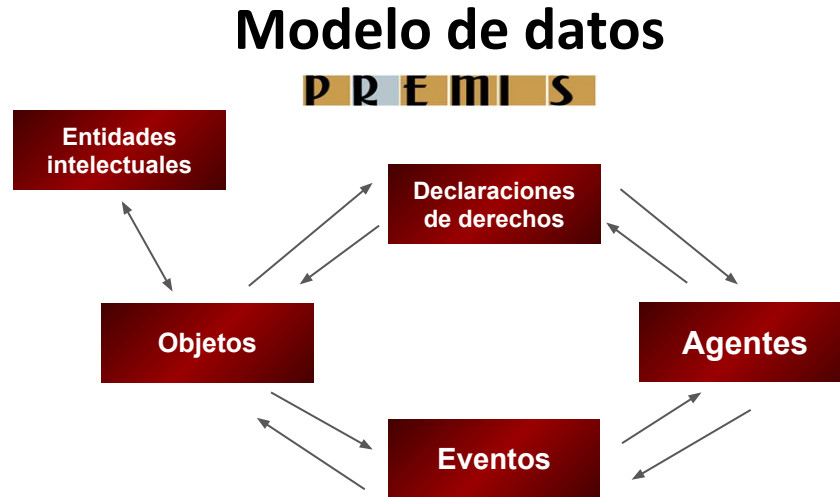 Modelo de datos
PREMIS
Entidades
intelectuales
Declaraciones
de derechos
Objetos
Agentes
Eventos